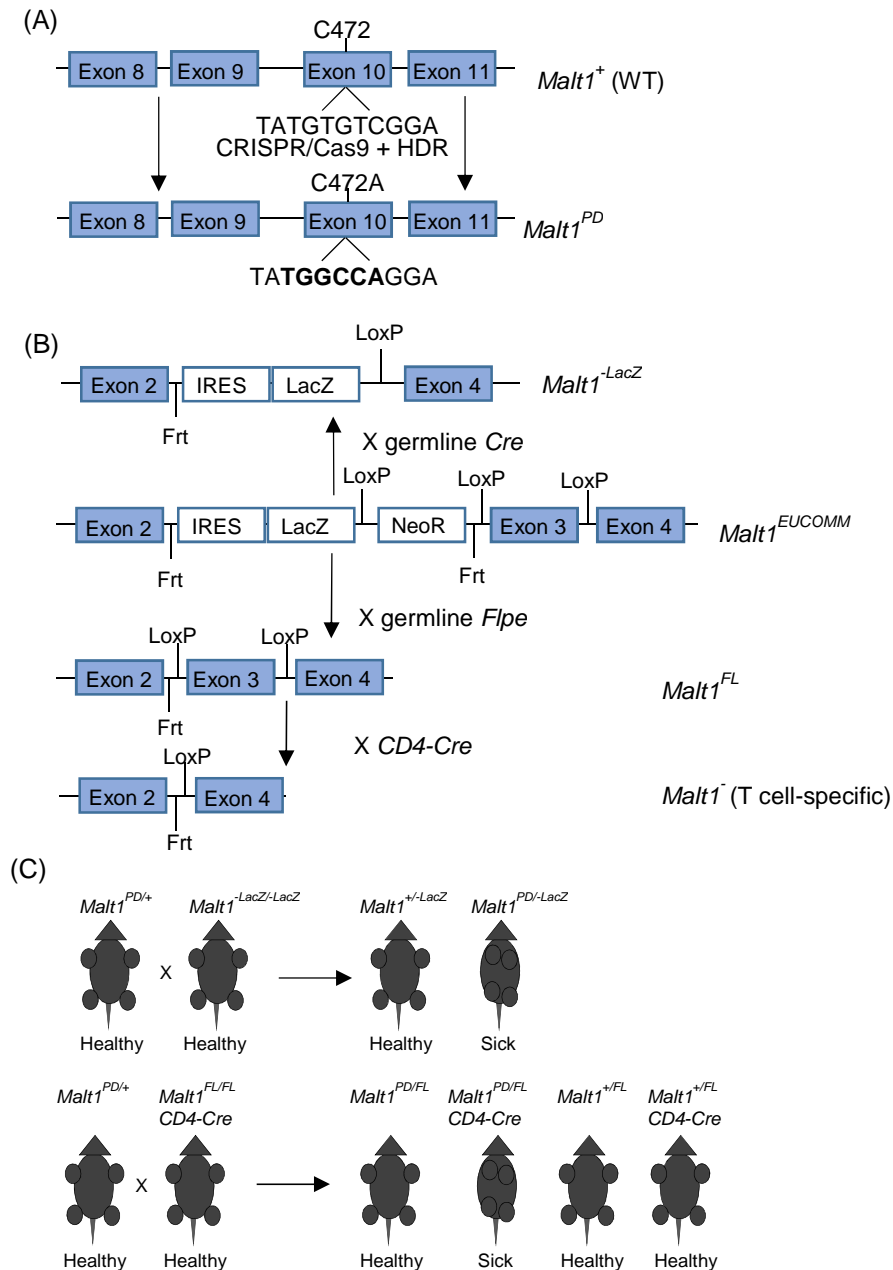 (A)
C472
Exon 8 Exon 9 Exon 10 Exon 11
Malt1+ (WT)
TATGTGTCGGA
CRISPR/Cas9 + HDR
C472A
Exon 8 Exon 9 Exon 10 Exon 11
Malt1PD
TATGGCCAGGA
(B)
LoxP
Exon 2 IRES LacZ Exon 4
Malt1-LacZ
Frt
X germline Cre
LoxP LoxP LoxP
Exon 2 IRES LacZ NeoR Exon 3 Exon 4
Malt1EUCOMM
Frt Frt
X germline Flpe
LoxP LoxP
Exon 2 Exon 3 Exon 4
Malt1FL
Frt
X CD4-Cre
LoxP
Exon 2 Exon 4
Malt1- (T cell-specific)
Frt
(C)
Malt1PD/+ Malt1-LacZ/-LacZ Malt1+/-LacZ Malt1PD/-LacZ
X
Healthy Healthy Healthy Sick
Malt1PD/+ Malt1FL/FL Malt1PD/FL Malt1PD/FL Malt1+/FL Malt1+/FL
CD4-Cre CD4-Cre CD4-Cre
X
Healthy Healthy Healthy Sick Healthy Healthy